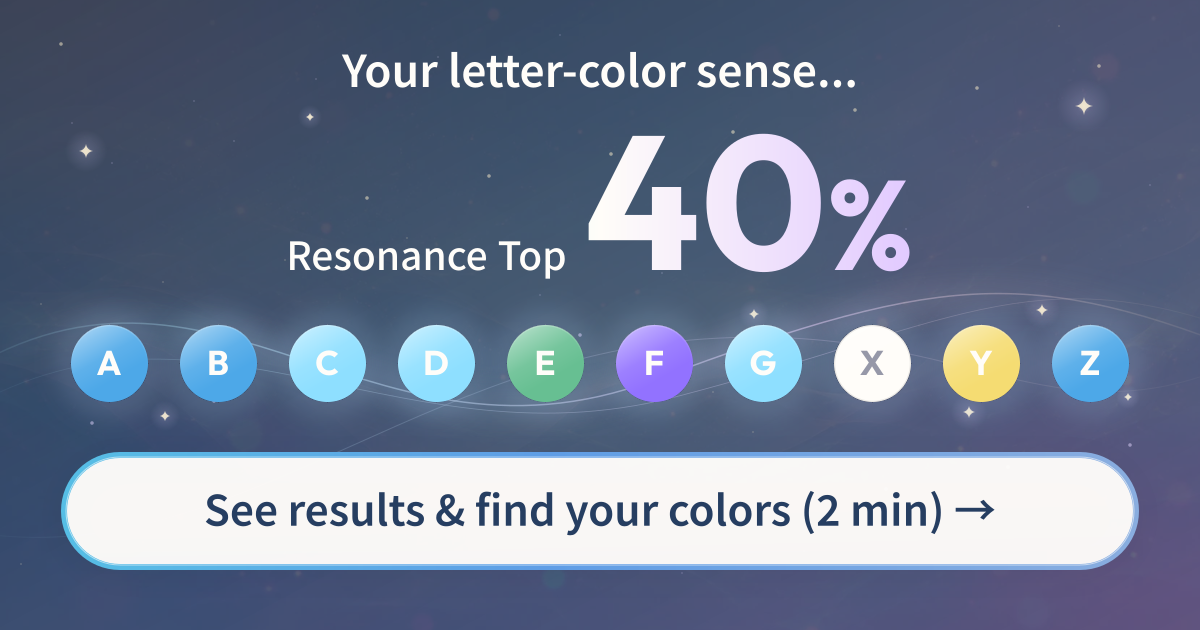 Your letter-color sense...
Resonance Top 40%
A B C D E F G X Y Z
See results & find your colors (2 min) →